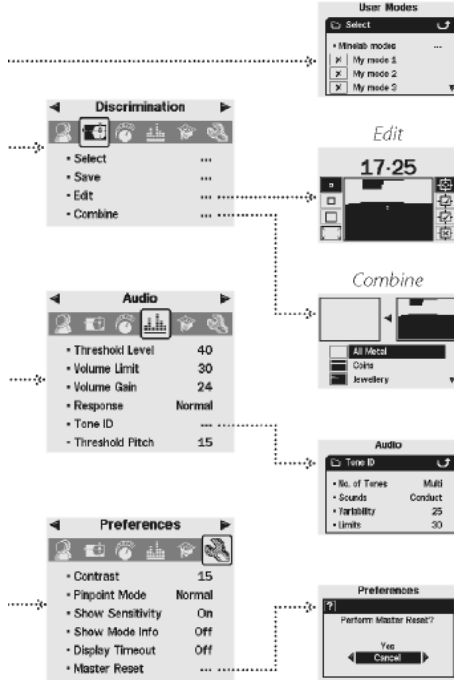 User Modes
Select
• Minelab modes ...
My mode 1
My mode 2
My mode 3
Discrimination
• Select ...
• Save ...
• Edit ...
• Combine ...
Edit
17·25
Combine
All Metal
Coins
Jewellery
Audio
• Threshold Level 40
• Volume Limit 30
• Volume Gain 24
• Response Normal
• Tone ID ...
• Threshold Pitch 15
Audio
Tone ID
• No. of Tones Multi
• Sounds Conduct
• Variability 25
• Limits 30
Preferences
• Contrast 15
• Pinpoint Mode Normal
• Show Sensitivity On
• Show Mode Info Off
• Display Timeout Off
• Master Reset ...
Preferences
?
Perform Master Reset?
Yes
Cancel